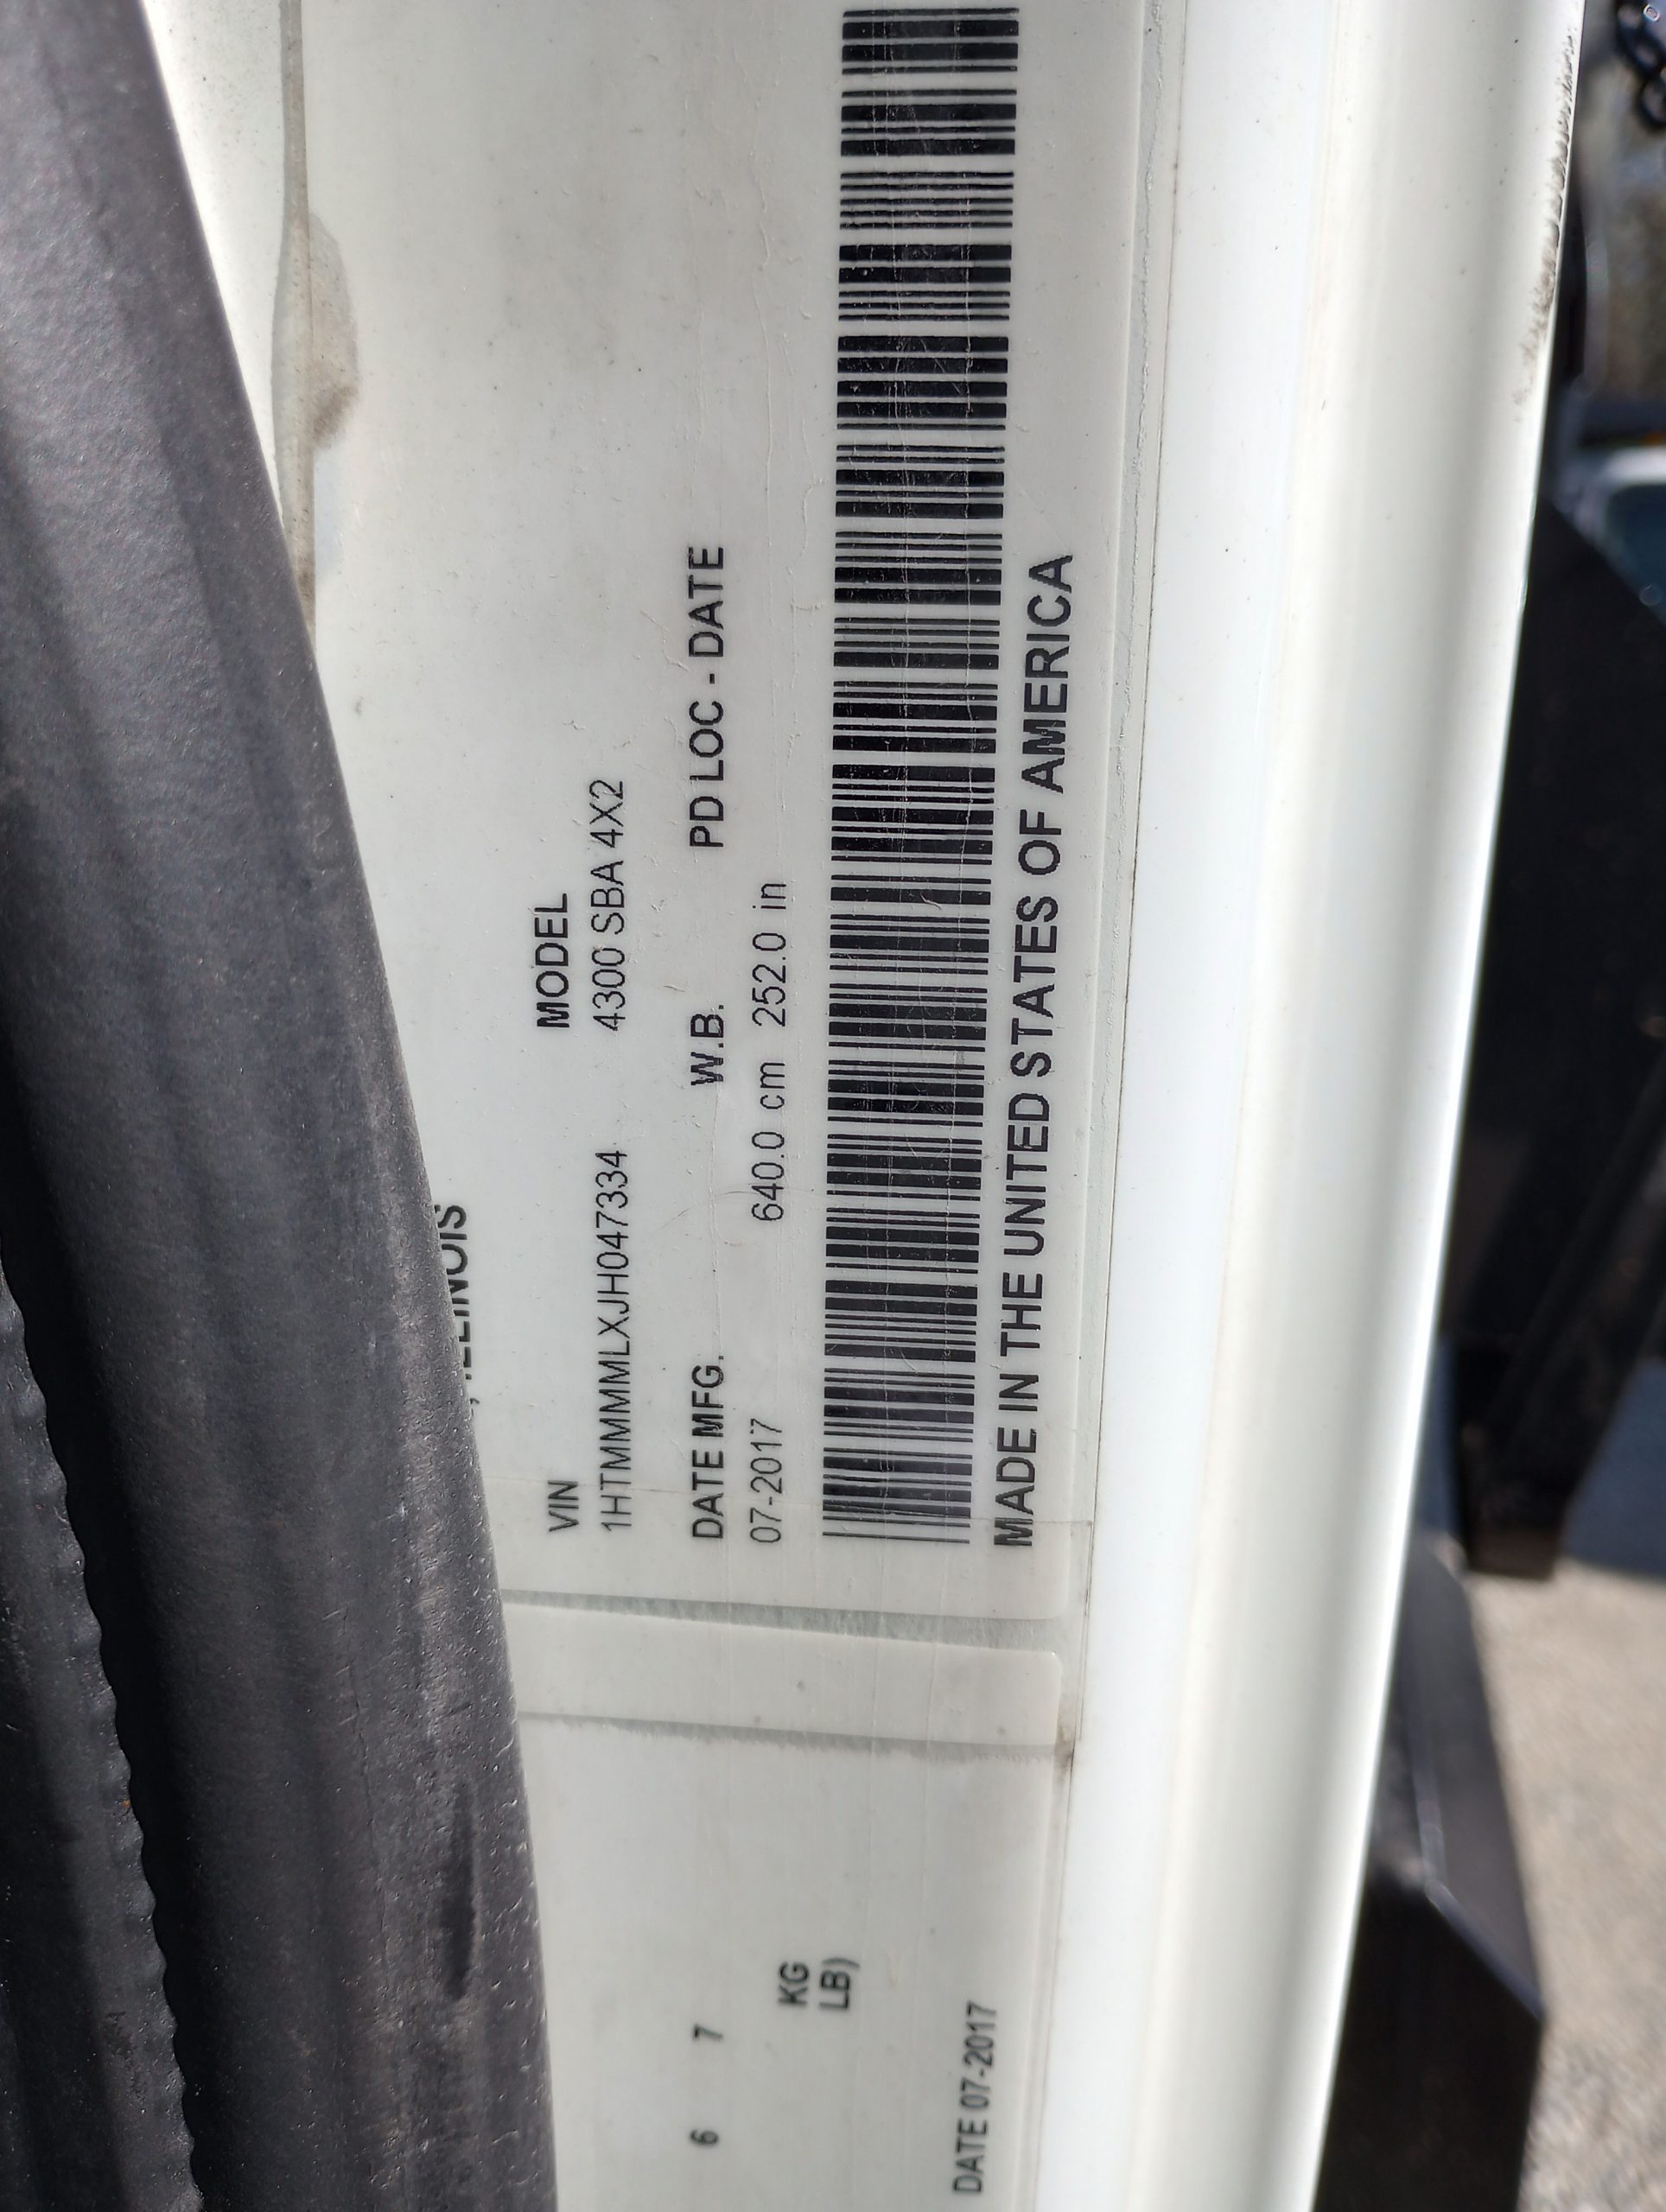 ILLINOIS
VIN MODEL
1HTMMMMLXJH047334 4300 SBA 4X2
DATE MFG. W.B. PD LOC - DATE
07-2017 640.0 cm 252.0 in
MADE IN THE UNITED STATES OF AMERICA
6 7
KG
LB)
DATE 07-2017